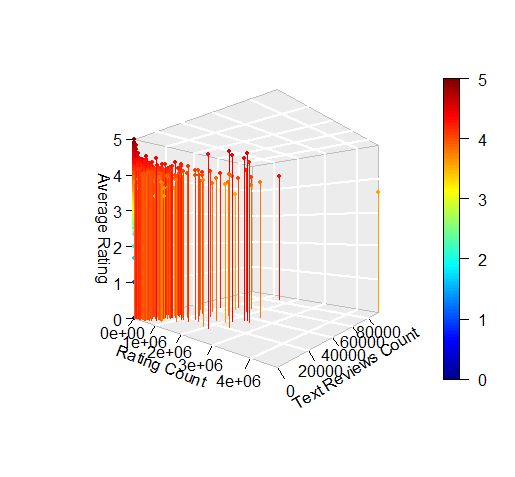 5
4
3
2
1
0
Average Rating
0e+00
1e+06
2e+06
3e+06
4e+06
Rating Count
0
20000
40000
60000
80000
Text Reviews Count
5
4
3
2
1
0